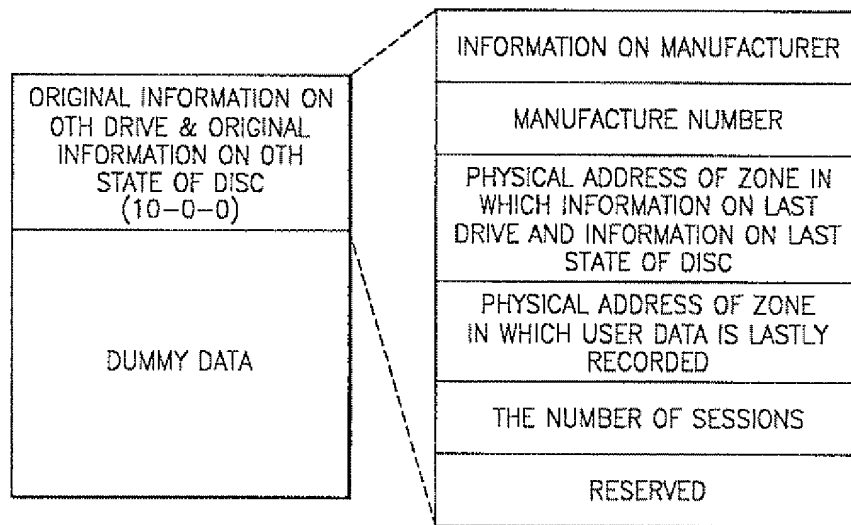 ORIGINAL INFORMATION ON
0TH DRIVE & ORIGINAL
INFORMATION ON 0TH
STATE OF DISC
(10-0-0)
DUMMY DATA
INFORMATION ON MANUFACTURER
MANUFACTURE NUMBER
PHYSICAL ADDRESS OF ZONE IN
WHICH INFORMATION ON LAST
DRIVE AND INFORMATION ON LAST
STATE OF DISC
PHYSICAL ADDRESS OF ZONE
IN WHICH USER DATA IS LASTLY
RECORDED
THE NUMBER OF SESSIONS
RESERVED